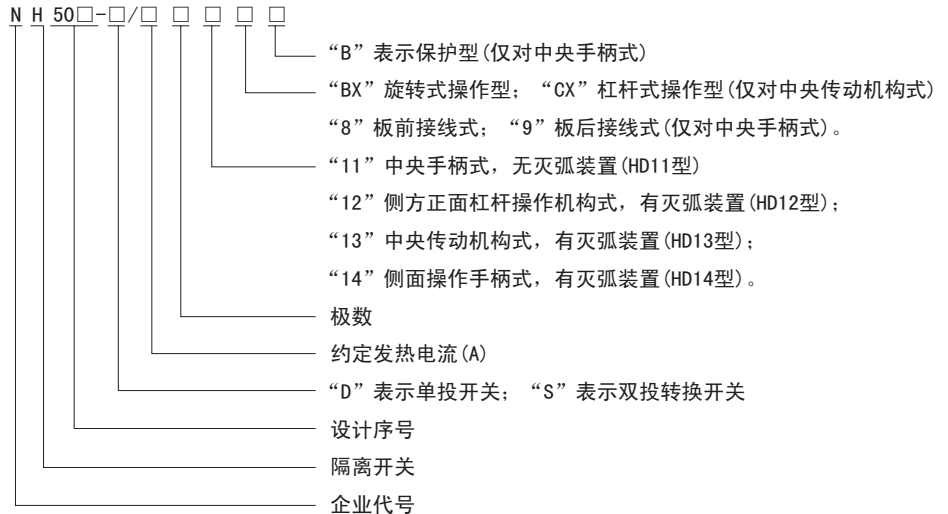 N H 50□-□/□ □ □ □ □
“B”表示保护型(仅对中央手柄式)
“BX”旋转式操作型；“CX”杠杆式操作型(仅对中央传动机构式)
“8”板前接线式；“9”板后接线式(仅对中央手柄式)。
“11”中央手柄式，无灭弧装置(HD11型)
“12”侧方正面杠杆操作机构式，有灭弧装置(HD12型)；
“13”中央传动机构式，有灭弧装置(HD13型)；
“14”侧面操作手柄式，有灭弧装置(HD14型)。
极数
约定发热电流(A)
“D”表示单投开关；“S”表示双投转换开关
设计序号
隔离开关
企业代号